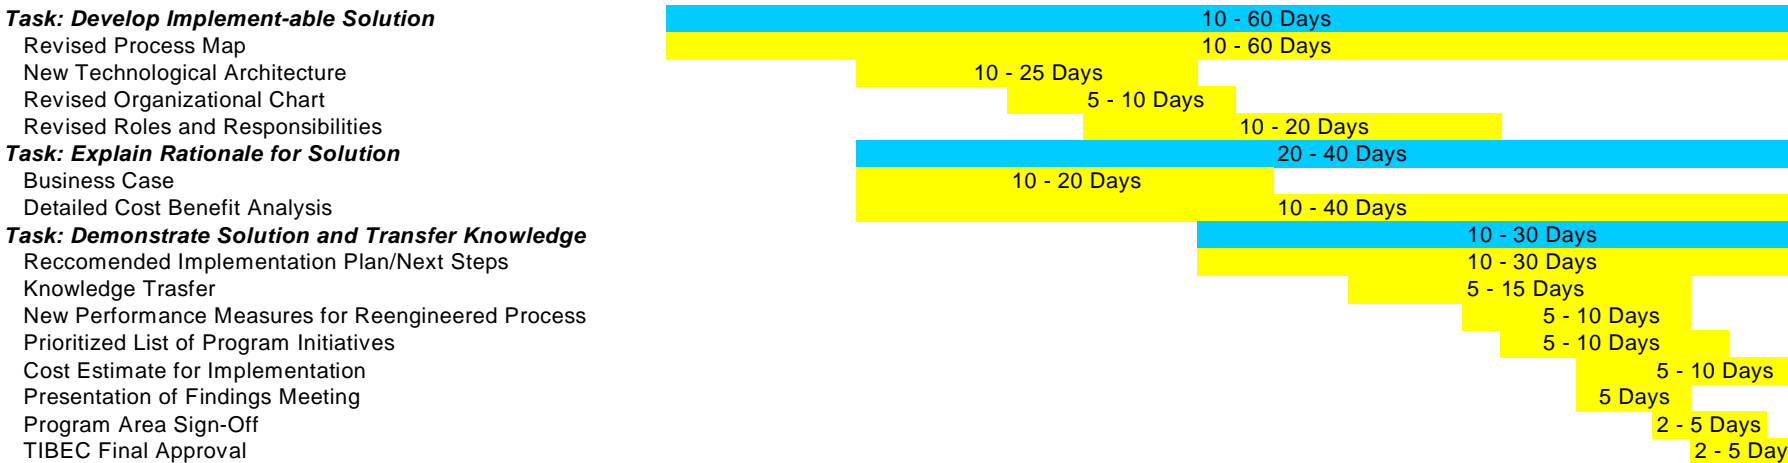 Task: Develop Implement-able Solution 10 - 60 Days
Revised Process Map 10 - 60 Days
New Technological Architecture 10 - 25 Days
Revised Organizational Chart 5 - 10 Days
Revised Roles and Responsibilities 10 - 20 Days
Task: Explain Rationale for Solution 20 - 40 Days
Business Case 10 - 20 Days
Detailed Cost Benefit Analysis 10 - 40 Days
Task: Demonstrate Solution and Transfer Knowledge 10 - 30 Days
Reccomended Implementation Plan/Next Steps 10 - 30 Days
Knowledge Trasfer 5 - 15 Days
New Performance Measures for Reengineered Process 5 - 10 Days
Prioritized List of Program Initiatives 5 - 10 Days
Cost Estimate for Implementation 5 - 10 Days
Presentation of Findings Meeting 5 Days
Program Area Sign-Off 2 - 5 Days
TIBEC Final Approval 2 - 5 Day